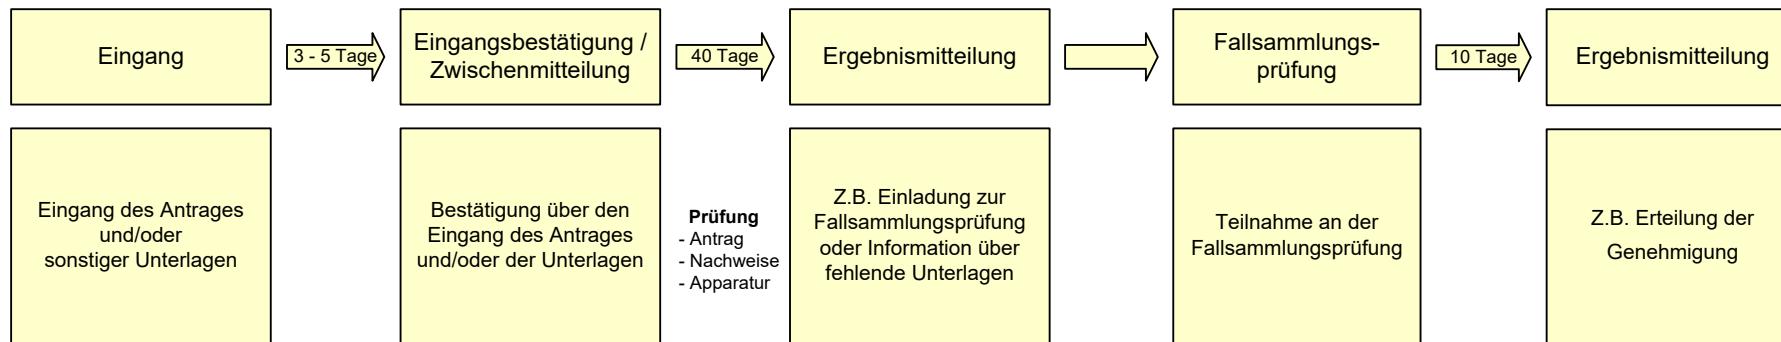 Eingang
3 - 5 Tage
Eingangsbestätigung /
Zwischenmitteilung
40 Tage
Ergebnismitteilung
Fallsammlungs-
prüfung
10 Tage
Ergebnismitteilung
Eingang des Antrages
und/oder
sonstiger Unterlagen
Bestätigung über den
Eingang des Antrages
und/oder der Unterlagen
Prüfung
- Antrag
- Nachweise
- Apparatur
Z.B. Einladung zur
Fallsammlungsprüfung
oder Information über
fehlende Unterlagen
Teilnahme an der
Fallsammlungsprüfung
Z.B. Erteilung der
Genehmigung